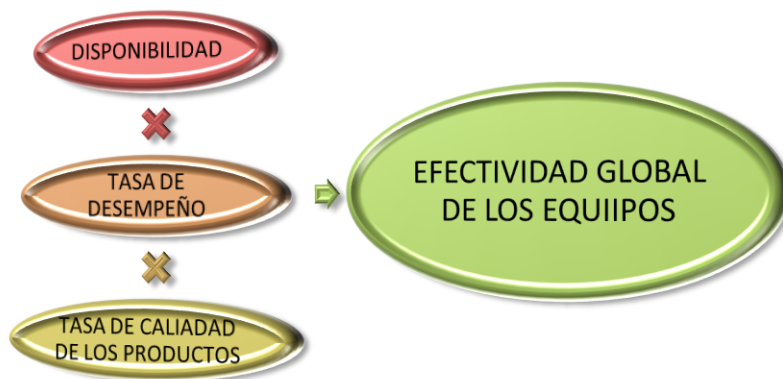 DISPONIBILIDAD
TASA DE
DESEMPEÑO
TASA DE CALIADAD
DE LOS PRODUCTOS
EFECTIVIDAD GLOBAL
DE LOS EQUIIPOS